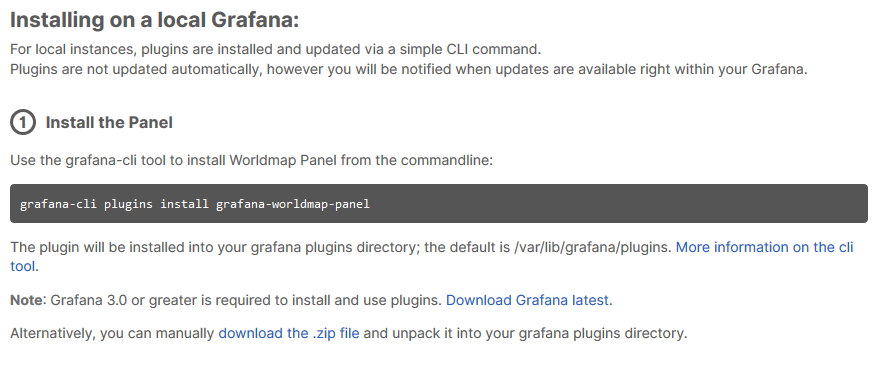 Installing on a local Grafana:
For local instances, plugins are installed and updated via a simple CLI command.
Plugins are not updated automatically, however you will be notified when updates are available right within your Grafana.
1 Install the Panel
Use the grafana-cli tool to install Worldmap Panel from the commandline:
grafana-cli plugins install grafana-worldmap-panel
The plugin will be installed into your grafana plugins directory; the default is /var/lib/grafana/plugins. More information on the cli
tool.
Note: Grafana 3.0 or greater is required to install and use plugins. Download Grafana latest.
Alternatively, you can manually download the .zip file and unpack it into your grafana plugins directory.